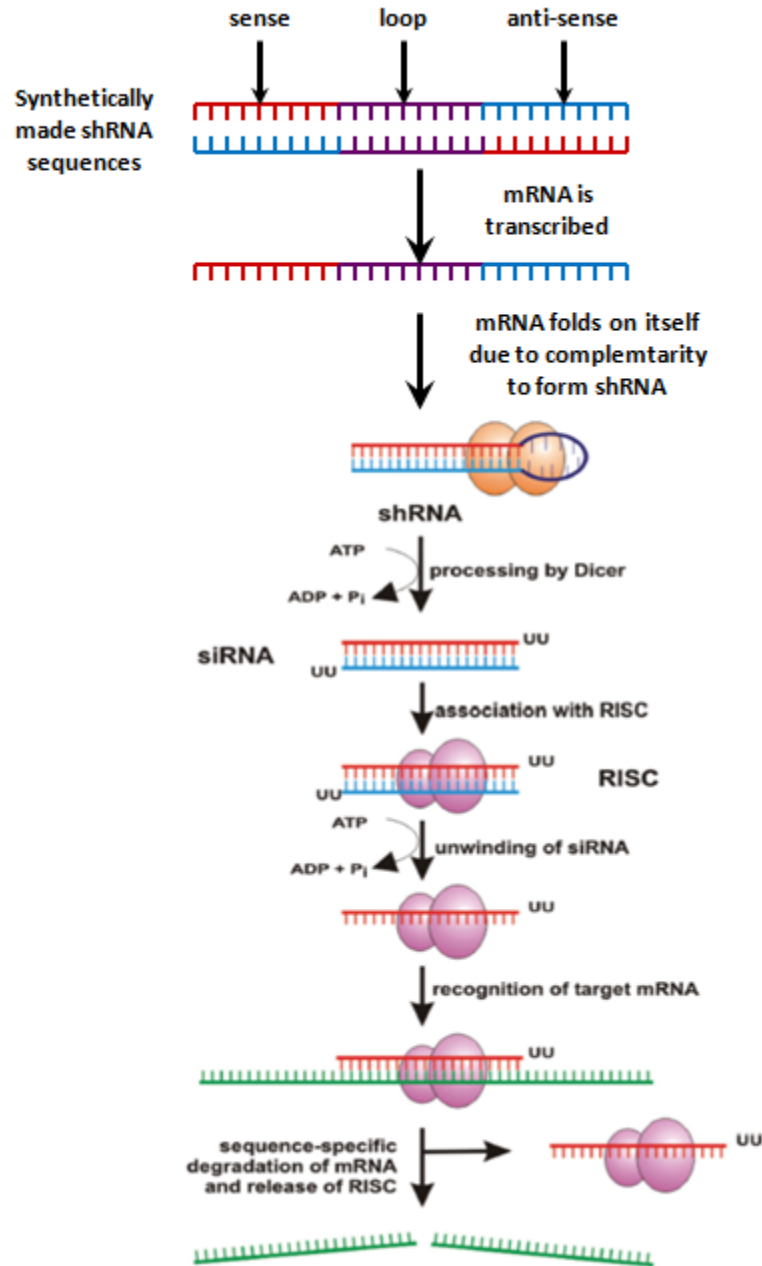 sense loop anti-sense
Synthetically
made shRNA
sequences
mRNA is
transcribed
mRNA folds on itself
due to complemtarity
to form shRNA
shRNA
ATP
processing by Dicer
ADP + Pi
siRNA
UU
UU
association with RISC
UU
RISC
UU
ATP
unwinding of siRNA
ADP + Pi
UU
recognition of target mRNA
UU
sequence-specific
degradation of mRNA
and release of RISC
UU